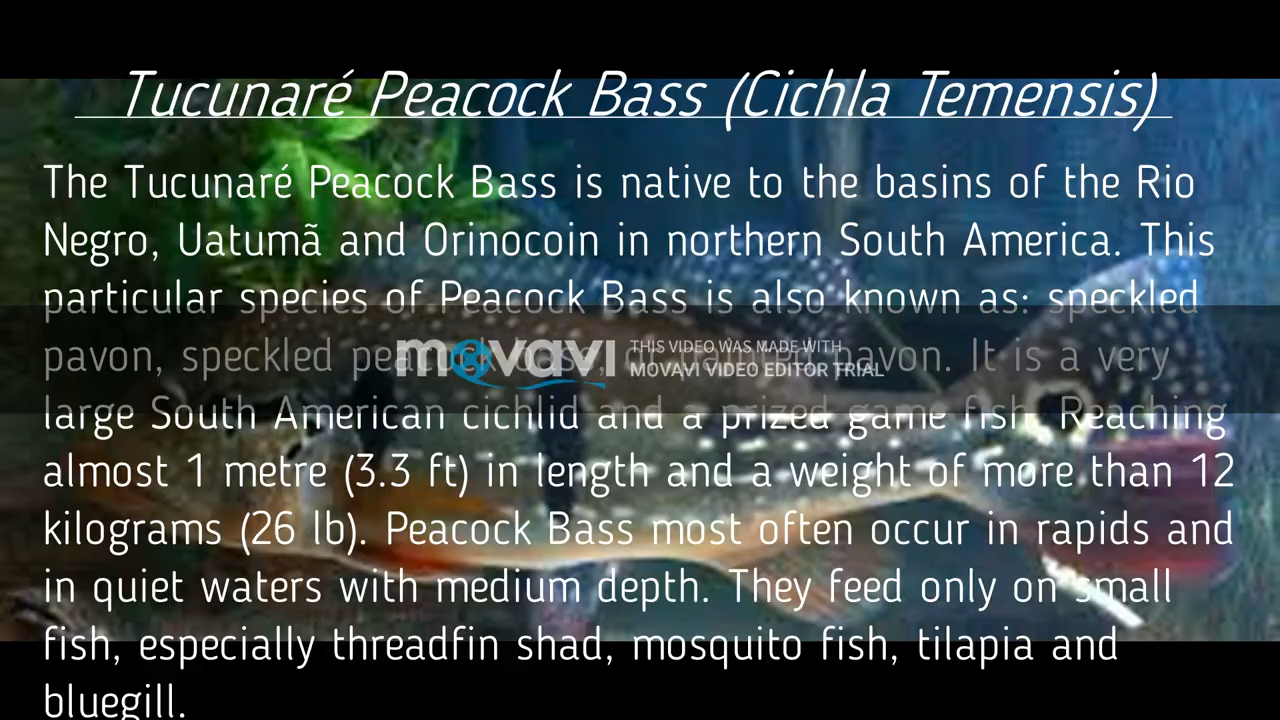 Tucunaré Peacock Bass (Cichla Temensis)
The Tucunaré Peacock Bass is native to the basins of the Rio
Negro, Uatumã and Orinocoin in northern South America. This
particular species of Peacock Bass is also known as: speckled
pavon, speckled peacock bass, or painted pavon. It is a very
movavi
THIS VIDEO WAS MADE WITH
MOVAVI VIDEO EDITOR TRIAL
large South American cichlid and a prized game fish. Reaching
almost 1 metre (3.3 ft) in length and a weight of more than 12
kilograms (26 lb). Peacock Bass most often occur in rapids and
in quiet waters with medium depth. They feed only on small
fish, especially threadfin shad, mosquito fish, tilapia and
bluegill.